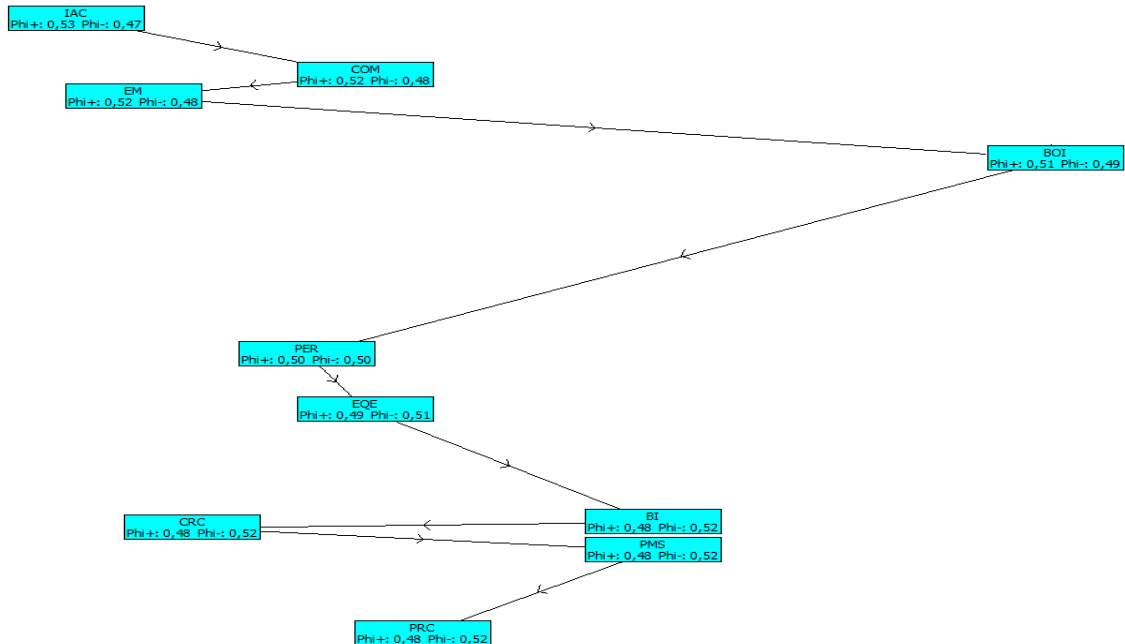 IAC
Phi+: 0,53 Phi-: 0,47
COM
Phi+: 0,52 Phi-: 0,48
EM
Phi+: 0,52 Phi-: 0,48
BOI
Phi+: 0,51 Phi-: 0,49
PER
Phi+: 0,50 Phi-: 0,50
EQE
Phi+: 0,49 Phi-: 0,51
BI
Phi+: 0,48 Phi-: 0,52
CRC
Phi+: 0,48 Phi-: 0,52
PMS
Phi+: 0,48 Phi-: 0,52
PRC
Phi+: 0,48 Phi-: 0,52